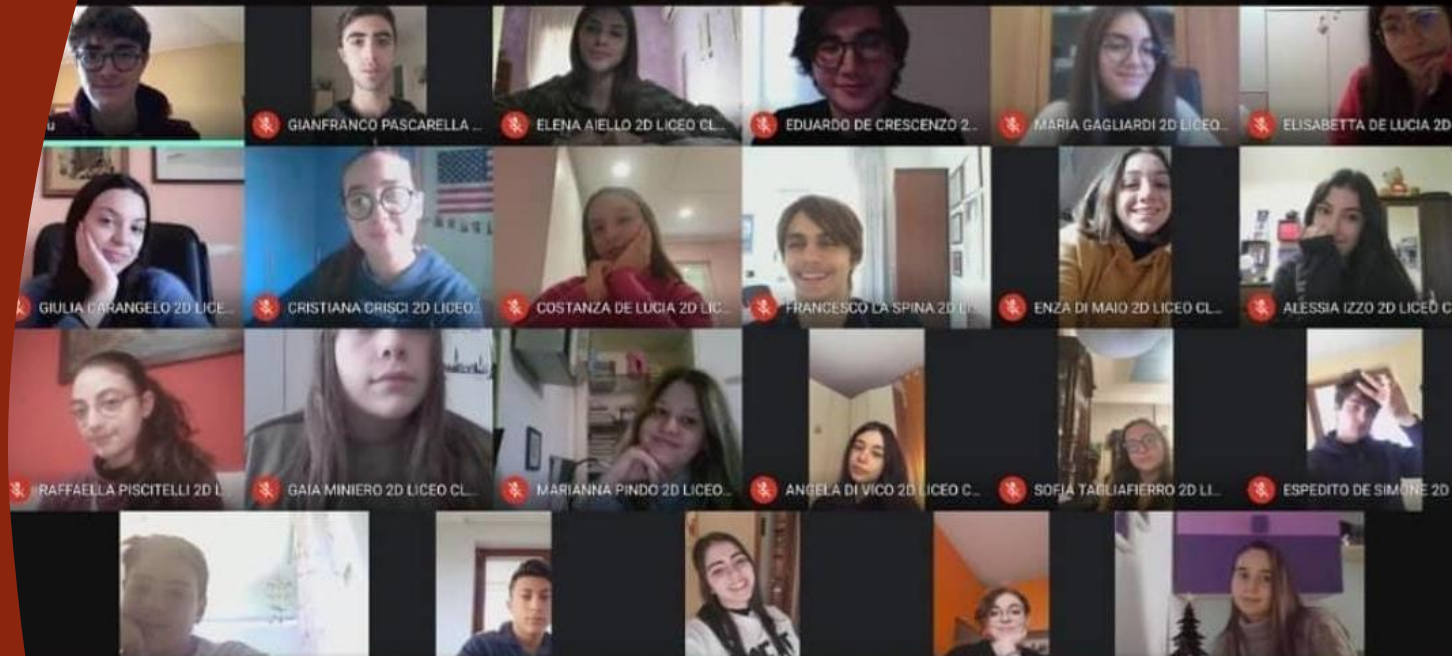 u
GIANFRANCO PASCARELLA ...
ELENA AIELLO 2D LICEO CL...
EDUARDO DE CRESCENZO 2...
MARIA GAGLIARDI 2D LICEO...
ELISABETTA DE LUCIA 2D
GIULIA CARANGELO 2D LICE...
CRISTIANA CRISCI 2D LICEO...
COSTANZA DE LUCIA 2D LIC...
FRANCESCO LA SPINA 2D LI...
ENZA DI MAIO 2D LICEO CL...
ALESSIA IZZO 2D LICEO C
RAFFAELLA PISCITELLI 2D L...
GAIA MINIERO 2D LICEO CL...
MARIANNA PINDO 2D LICEO...
ANGELA DI VICO 2D LICEO C...
SOFIA TAGLIAFIERRO 2D LI...
ESPEDITO DE SIMONE 2D